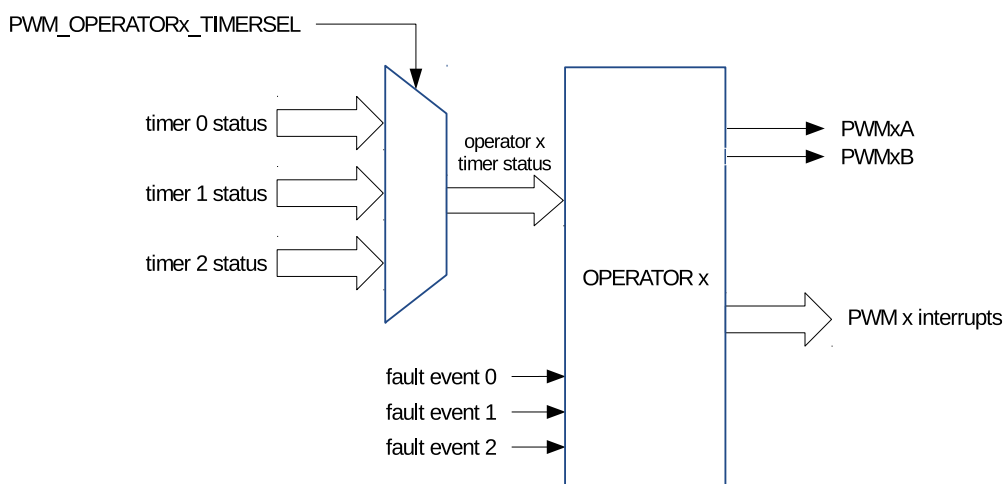 PWM_OPERATORx_TIMERSEL
timer 0 status
timer 1 status
timer 2 status
operator x
timer status
OPERATOR x
PWMxA
PWMxB
PWM x interrupts
fault event 0
fault event 1
fault event 2